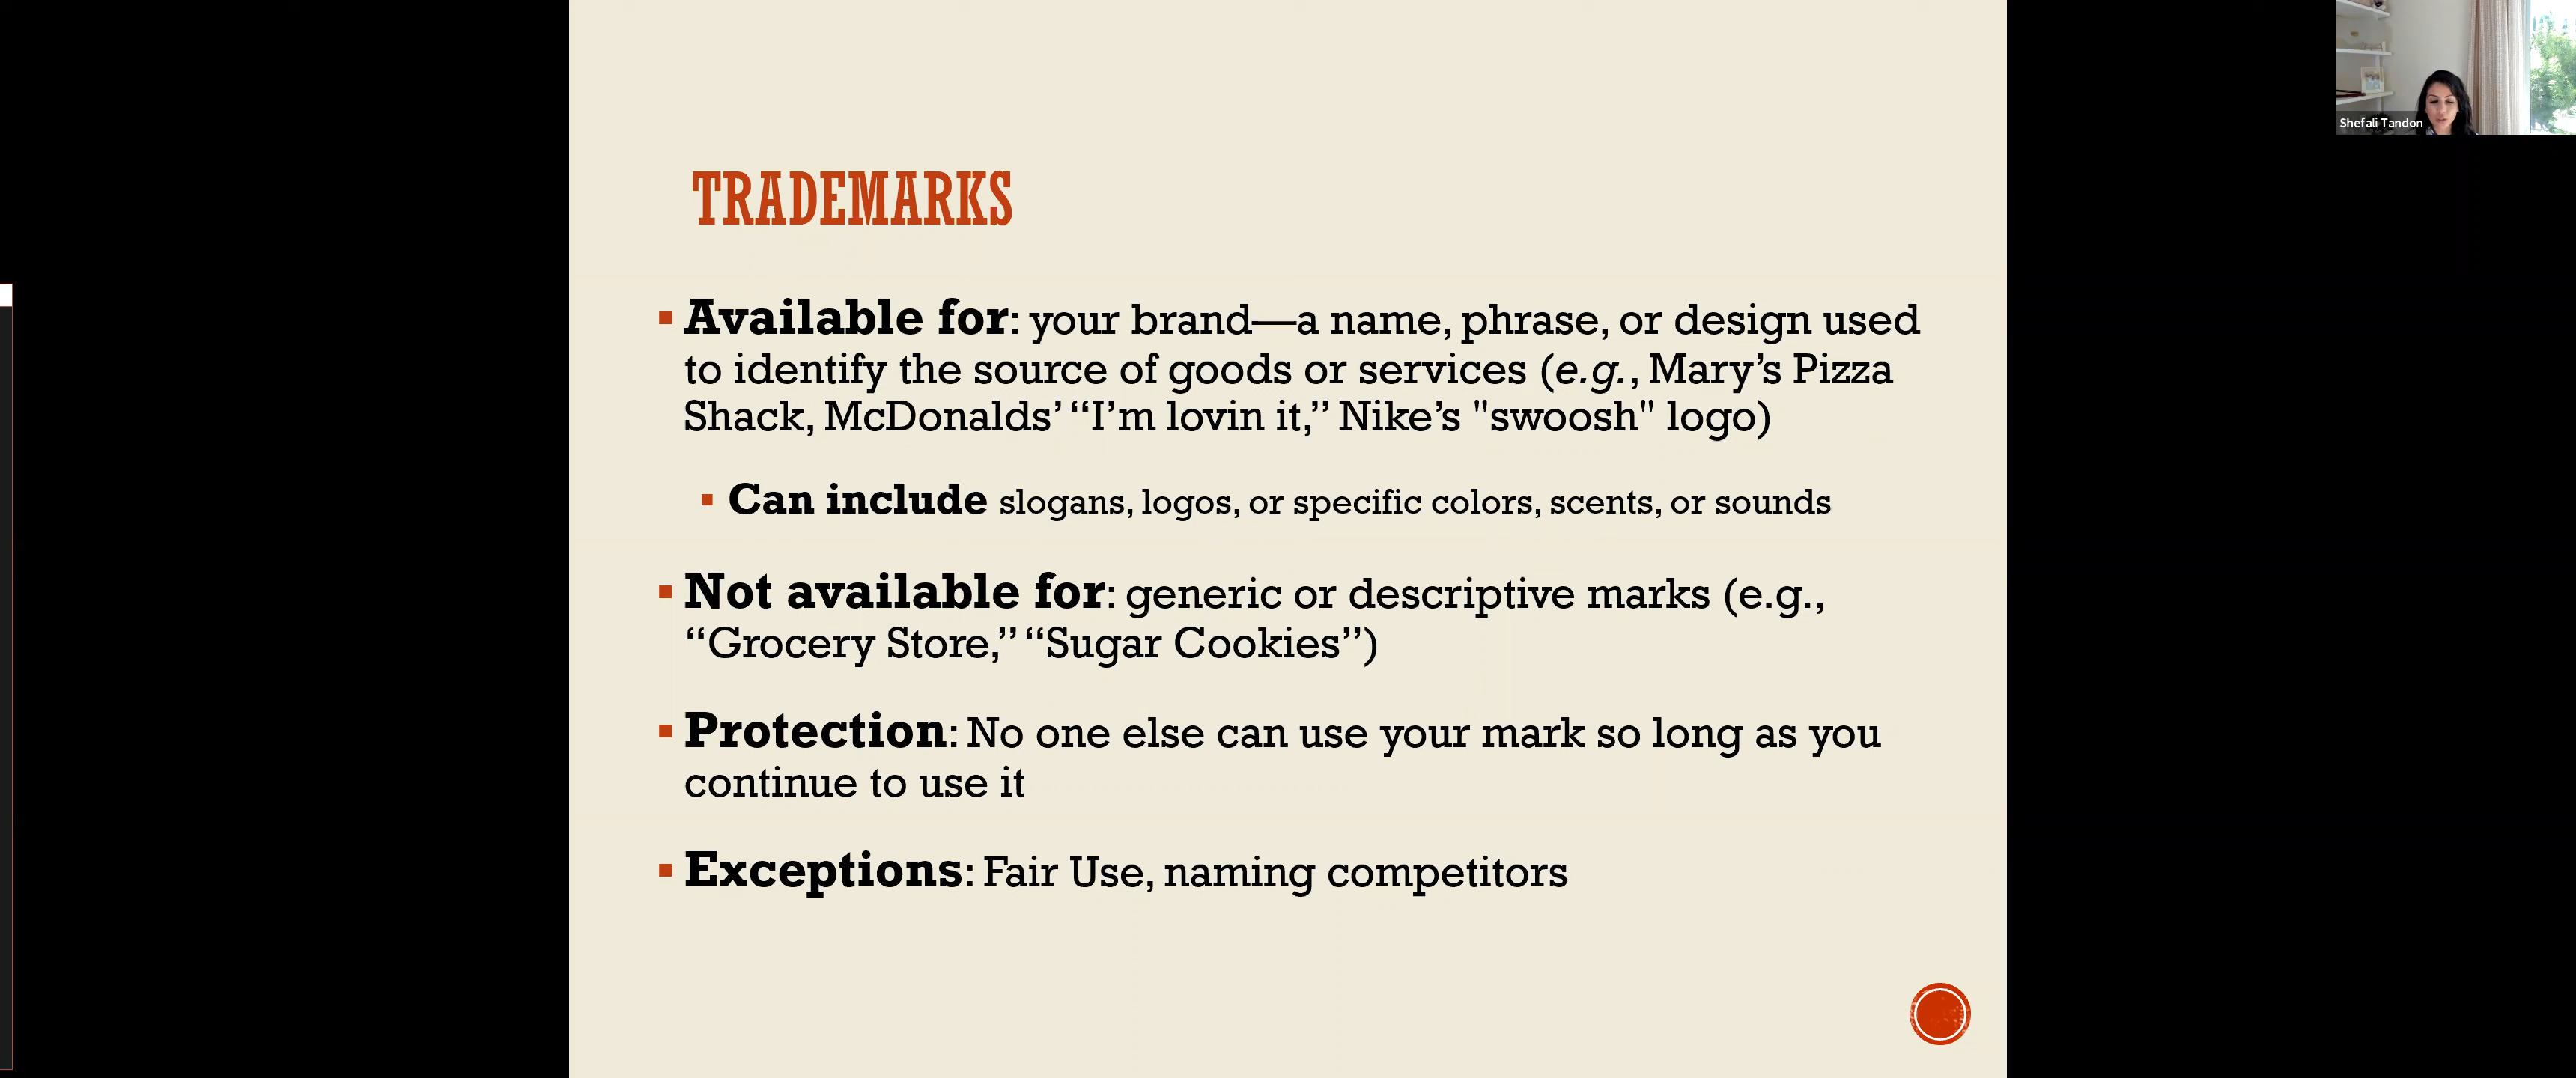 Shefali Tandon
TRADEMARKS
▪ Available for: your brand—a name, phrase, or design used
to identify the source of goods or services (e.g., Mary’s Pizza
Shack, McDonalds’ “I’m lovin it,” Nike’s "swoosh" logo)
▪ Can include slogans, logos, or specific colors, scents, or sounds
▪ Not available for: generic or descriptive marks (e.g.,
“Grocery Store,” “Sugar Cookies”)
▪ Protection: No one else can use your mark so long as you
continue to use it
▪ Exceptions: Fair Use, naming competitors